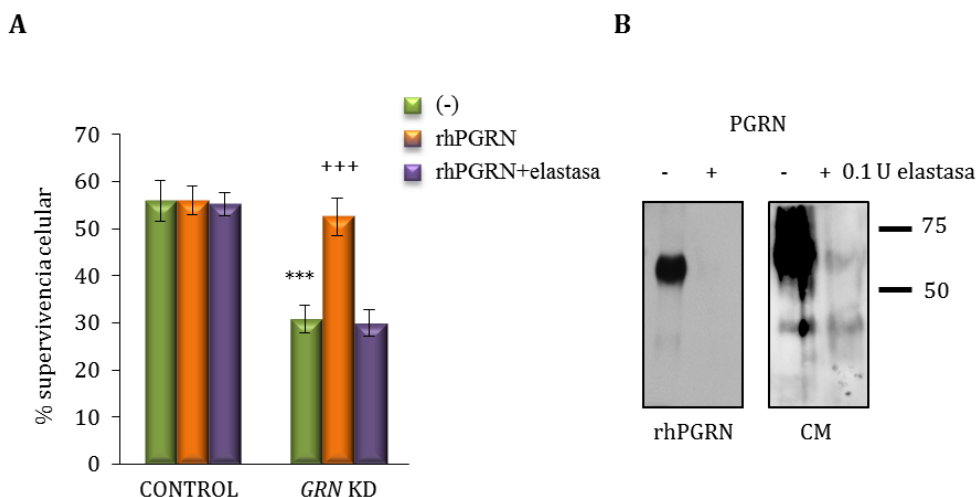 A
B
(-)
rhPGRN
rhPGRN+elastasa
% supervivencia celular
70
60
50
40
30
20
10
0
***
+++
CONTROL
GRN KD
PGRN
- + - + 0.1 U elastasa
75
50
rhPGRN
CM